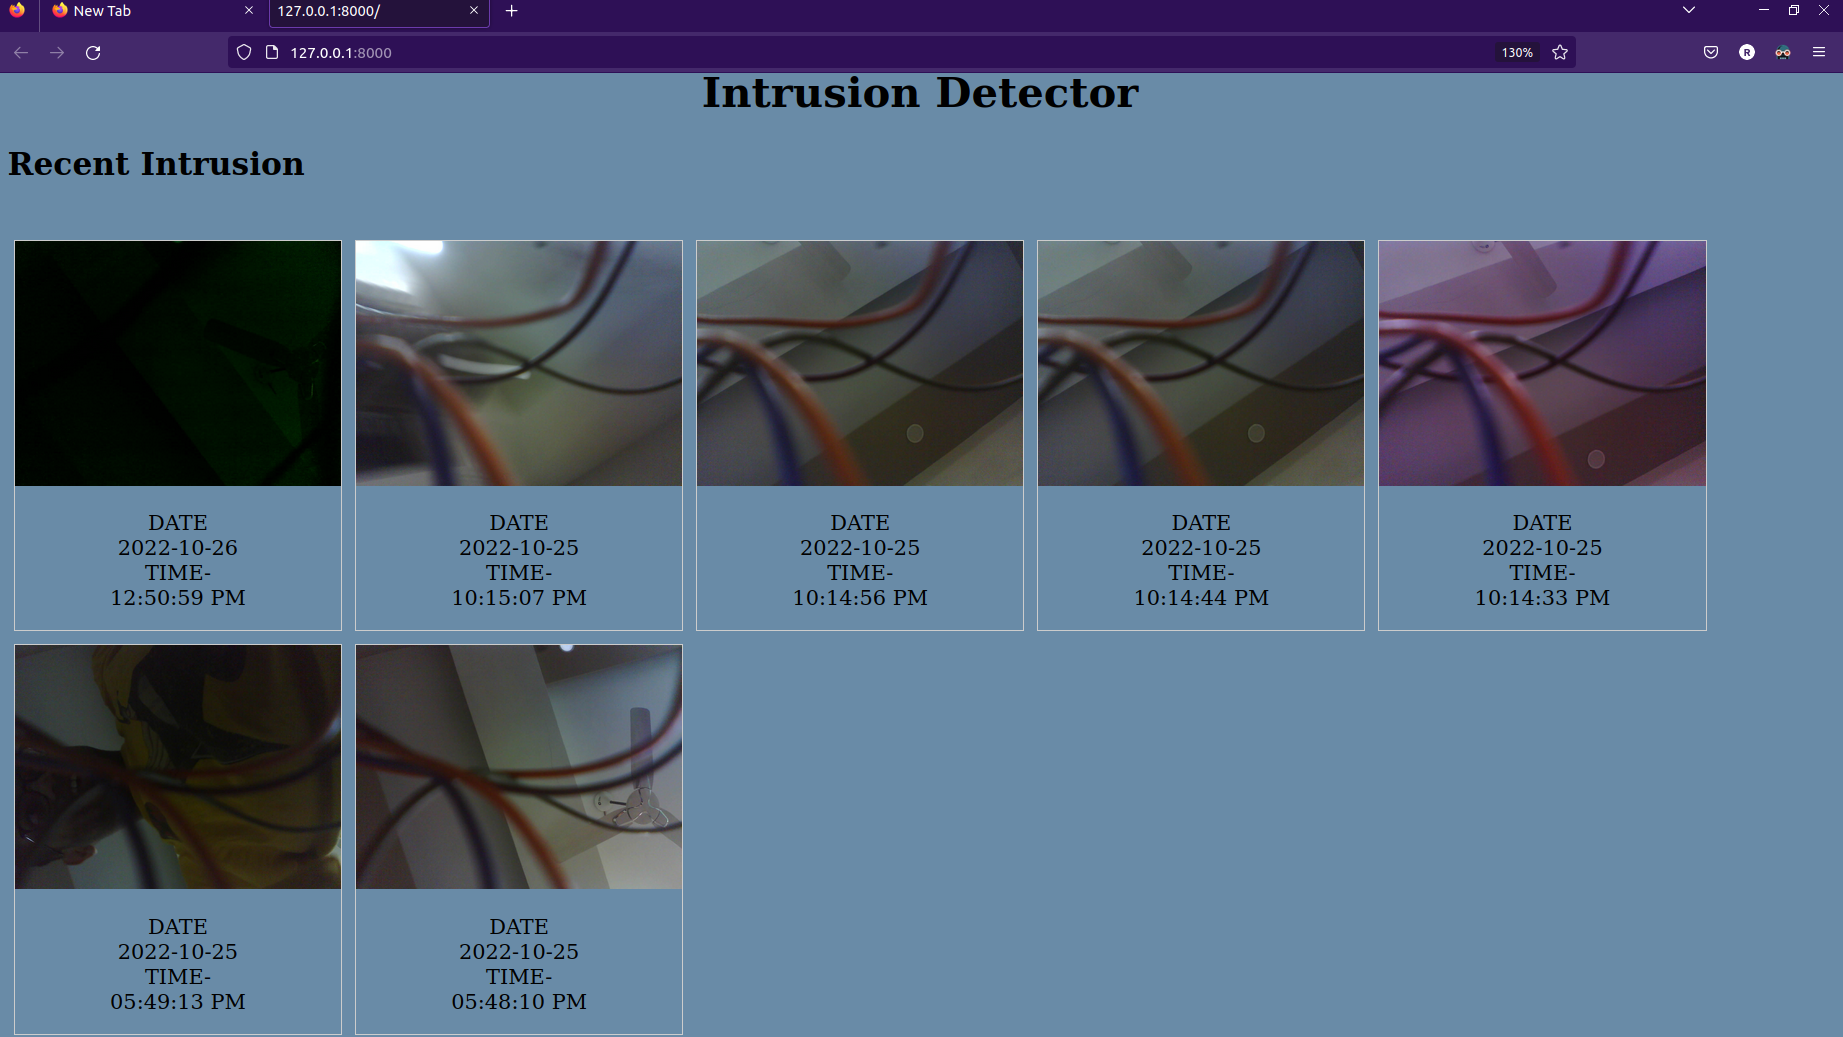 New Tab
127.0.0.1:8000/
127.0.0.1:8000
130%
R
Intrusion Detector
Recent Intrusion
DATE
2022-10-26
TIME-
12:50:59 PM
DATE
2022-10-25
TIME-
10:15:07 PM
DATE
2022-10-25
TIME-
10:14:56 PM
DATE
2022-10-25
TIME-
10:14:44 PM
DATE
2022-10-25
TIME-
10:14:33 PM
DATE
2022-10-25
TIME-
05:49:13 PM
DATE
2022-10-25
TIME-
05:48:10 PM